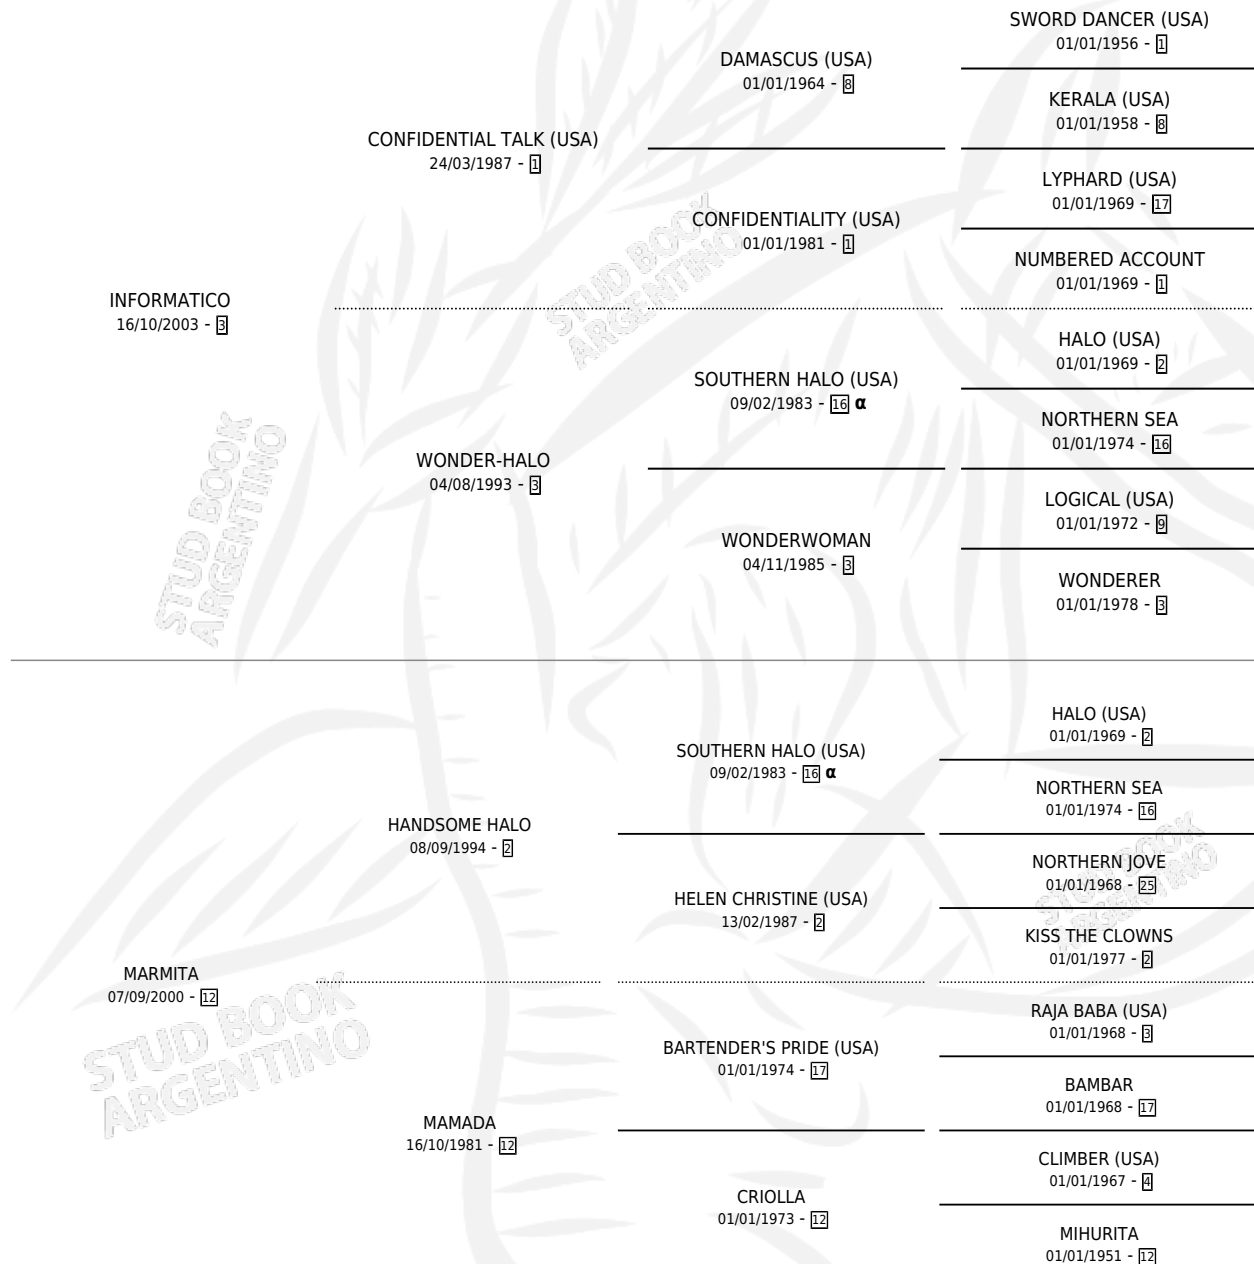 SWORD DANCER (USA)
01/01/1956 - 1
DAMASCUS (USA)
01/01/1964 - 8
KERALA (USA)
01/01/1958 - 8
CONFIDENTIAL TALK (USA)
24/03/1987 - 1
LYPHARD (USA)
01/01/1969 - 17
CONFIDENTIALITY (USA)
01/01/1981 - 1
NUMBERED ACCOUNT
01/01/1969 - 1
INFORMATICO
16/10/2003 - 3
HALO (USA)
01/01/1969 - 2
SOUTHERN HALO (USA)
09/02/1983 - 16 α
NORTHERN SEA
01/01/1974 - 16
WONDER-HALO
04/08/1993 - 3
LOGICAL (USA)
01/01/1972 - 9
WONDERWOMAN
04/11/1985 - 3
WONDERER
01/01/1978 - 3
HALO (USA)
01/01/1969 - 2
SOUTHERN HALO (USA)
09/02/1983 - 16 α
NORTHERN SEA
01/01/1974 - 16
HANDSOME HALO
08/09/1994 - 2
NORTHERN JOVE
01/01/1968 - 25
HELEN CHRISTINE (USA)
13/02/1987 - 2
KISS THE CLOWNS
01/01/1977 - 2
MARMITA
07/09/2000 - 12
RAJA BABA (USA)
01/01/1968 - 3
BARTENDER'S PRIDE (USA)
01/01/1974 - 17
BAMBAR
01/01/1968 - 17
MAMADA
16/10/1981 - 12
CLIMBER (USA)
01/01/1967 - 4
CRIOLLA
01/01/1973 - 12
MIHURITA
01/01/1951 - 12
STUD BOOK
ARGENTINO
STUD BOOK
ARGENTINO
STUD BOOK
ARGENTINO
STUD BOOK
ARGENTINO